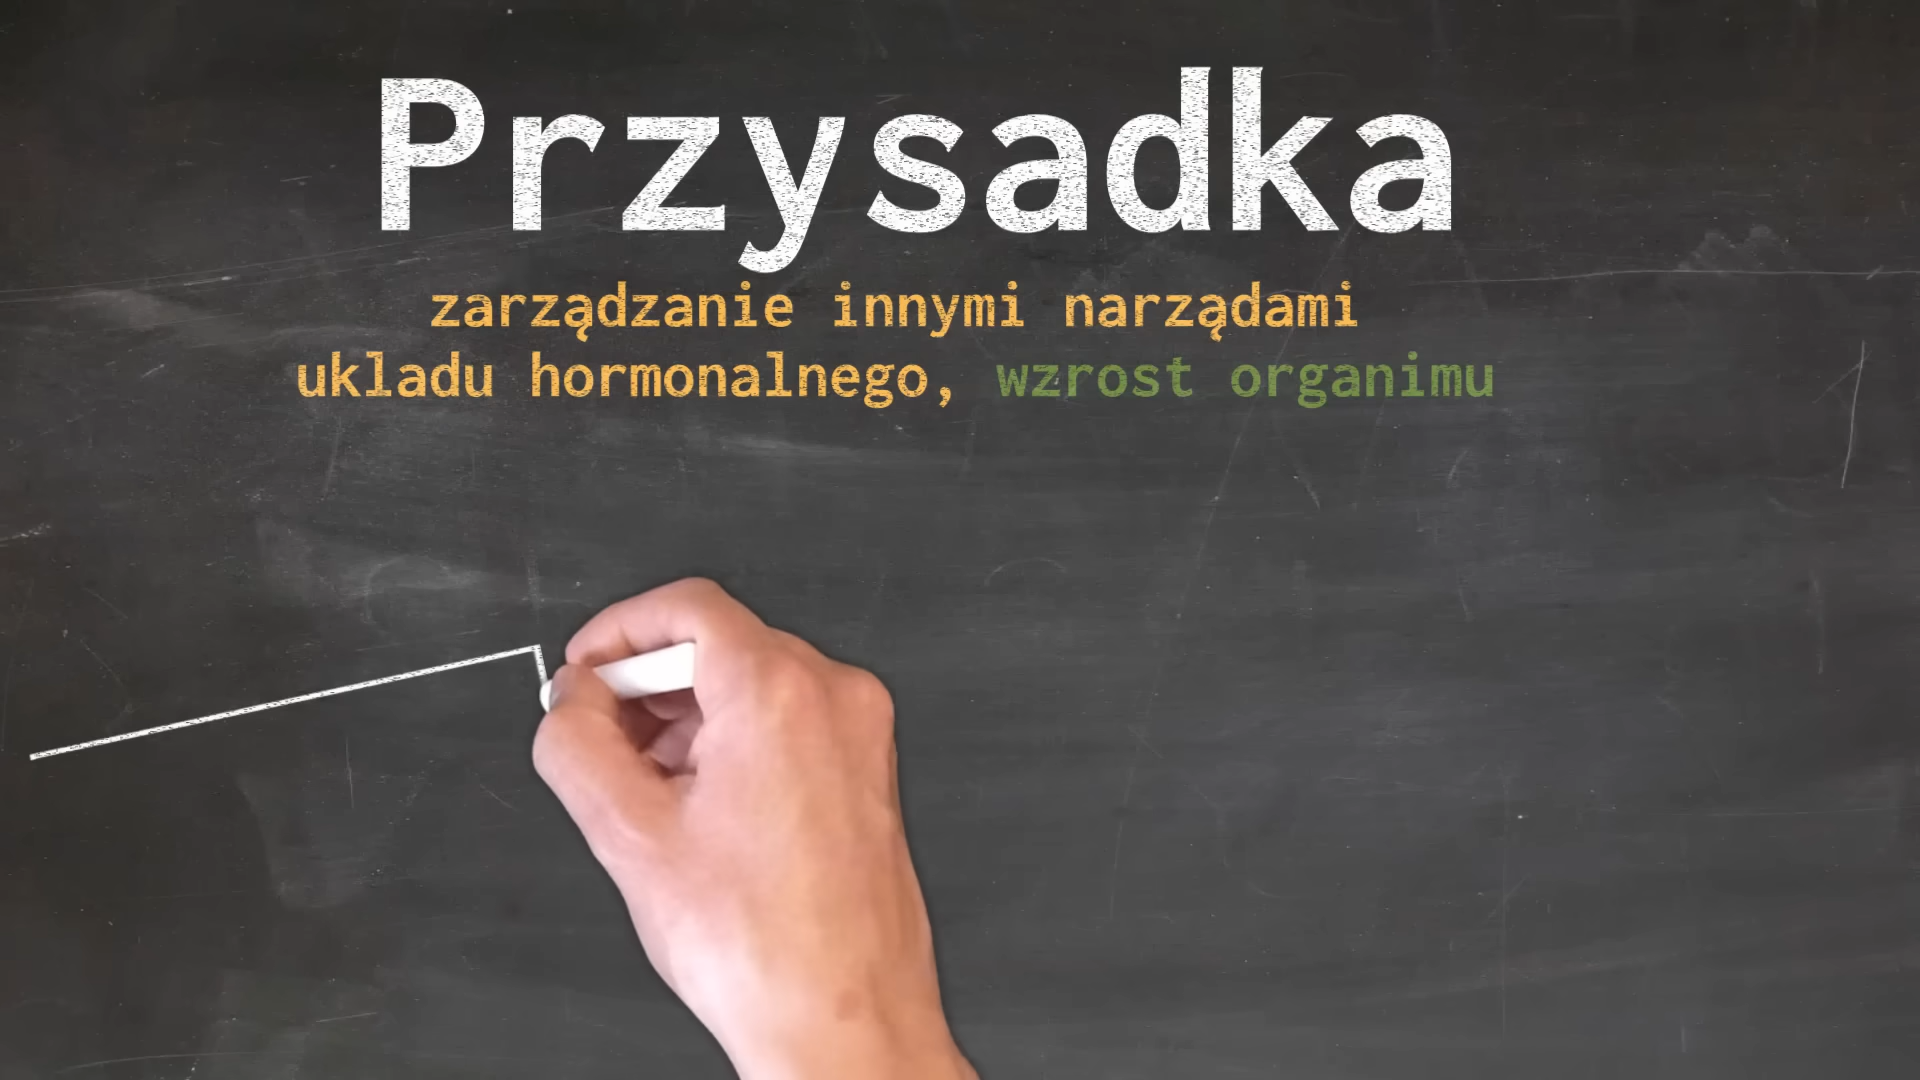 Przysadka
zarządzanie innymi narządami
ukladu hormonalnego, wzrost organimu